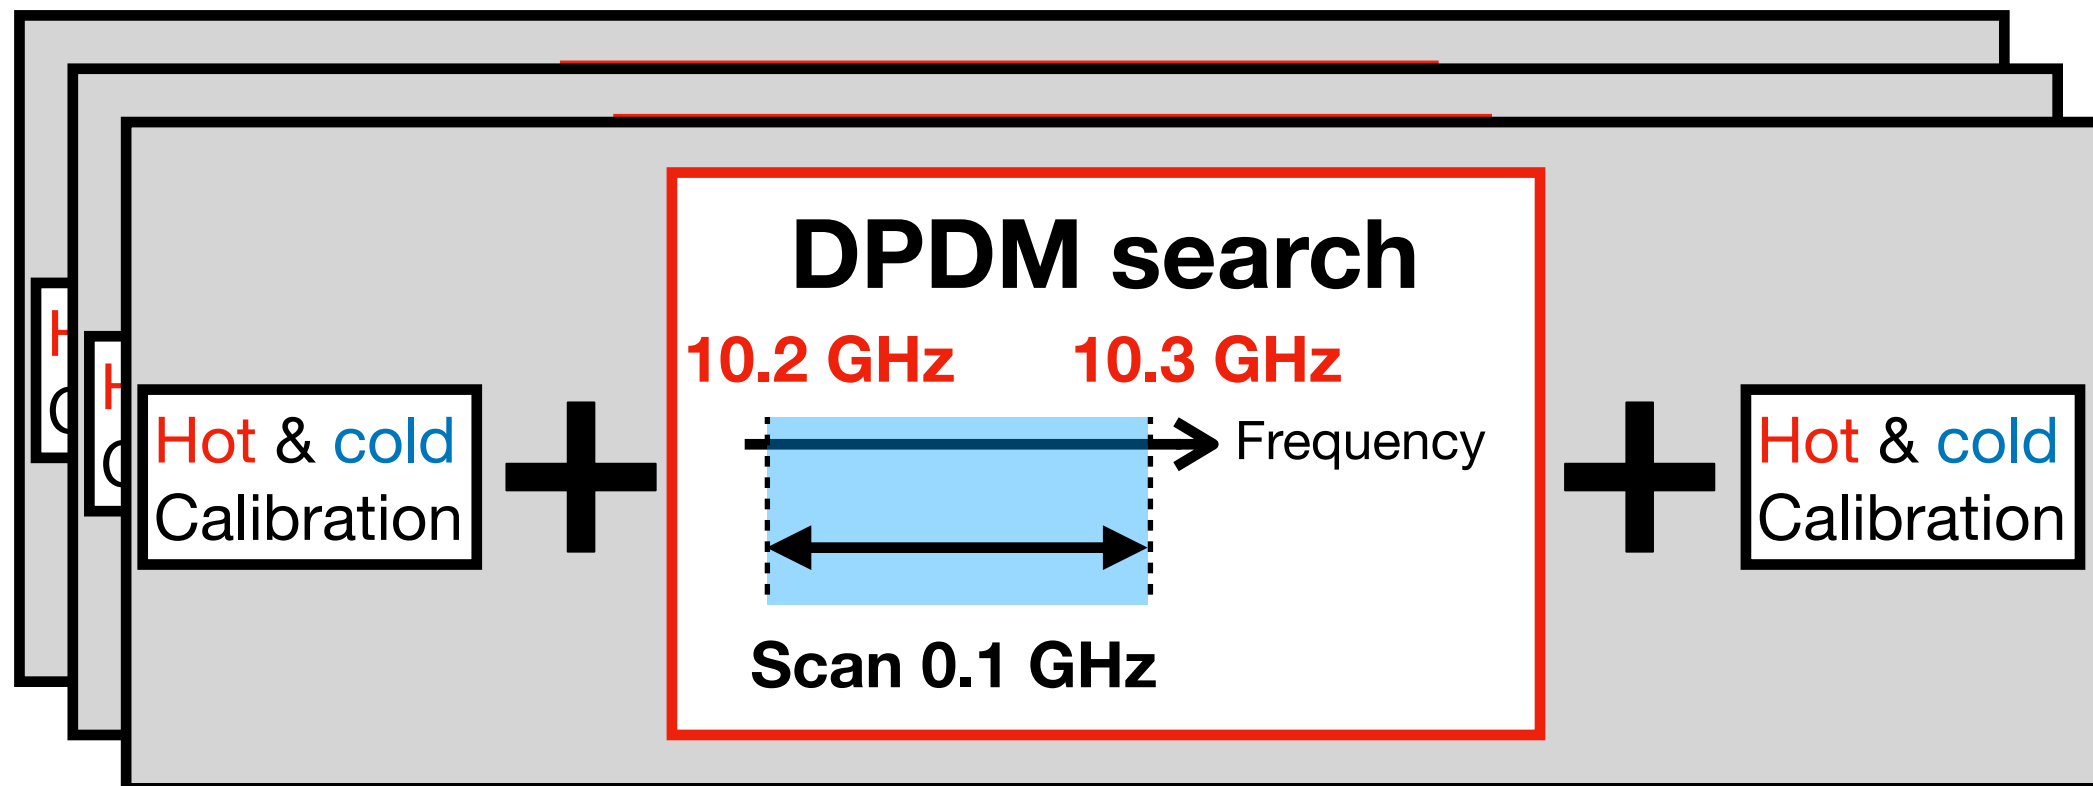 DPDM search
10.2 GHz 10.3 GHz
Frequency
Hot & cold
Calibration
Scan 0.1 GHz
Hot & cold
Calibration